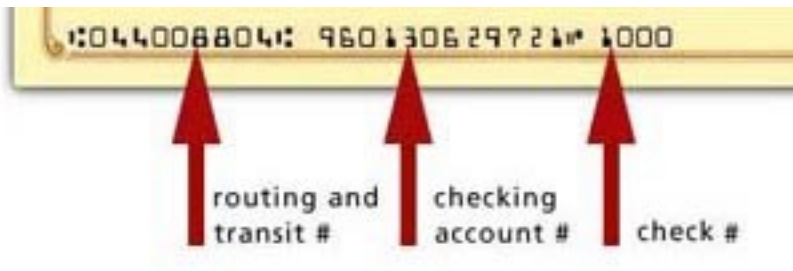 ⑆044008804⑆ 960130629721⑈ 1000
routing and checking
transit # account # check #